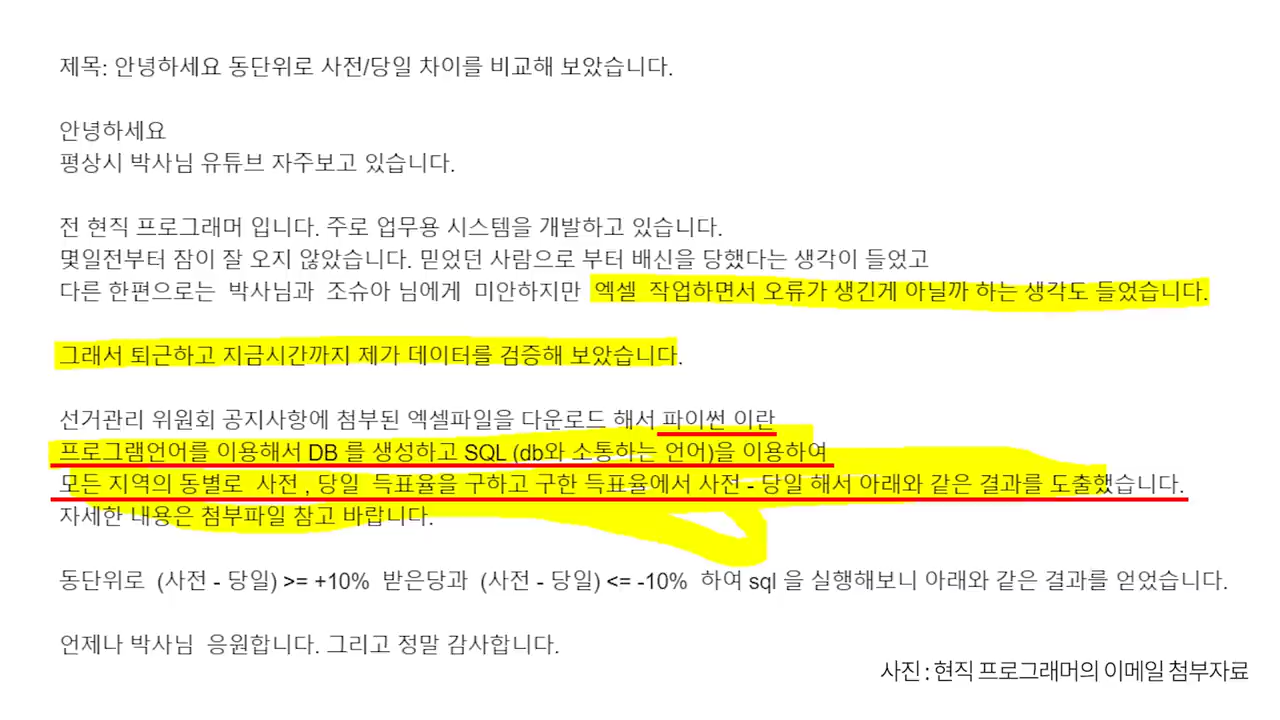 제목: 안녕하세요 동단위로 사전/당일 차이를 비교해 보았습니다.
안녕하세요
평상시 박사님 유튜브 자주보고 있습니다.
전 현직 프로그래머 입니다. 주로 업무용 시스템을 개발하고 있습니다.
몇일전부터 잠이 잘 오지 않았습니다. 믿었던 사람으로 부터 배신을 당했다는 생각이 들었고
다른 한편으로는 박사님과 조슈아 님에게 미안하지만 엑셀 작업하면서 오류가 생긴게 아닐까 하는 생각도 들었습니다.
그래서 퇴근하고 지금시간까지 제가 데이터를 검증해 보았습니다.
선거관리 위원회 공지사항에 첨부된 엑셀파일을 다운로드 해서 파이썬 이란
프로그램언어를 이용해서 DB 를 생성하고 SQL (db와 소통하는 언어)을 이용하여
모든 지역의 동별로 사전 , 당일 득표율을 구하고 구한 득표율에서 사전 - 당일 해서 아래와 같은 결과를 도출했습니다.
자세한 내용은 첨부파일 참고 바랍니다.
동단위로 (사전 - 당일) >= +10% 받은당과 (사전 - 당일) <= -10% 하여 sql 을 실행해보니 아래와 같은 결과를 얻었습니다.
언제나 박사님 응원합니다. 그리고 정말 감사합니다.
사진 : 현직 프로그래머의 이메일 첨부자료